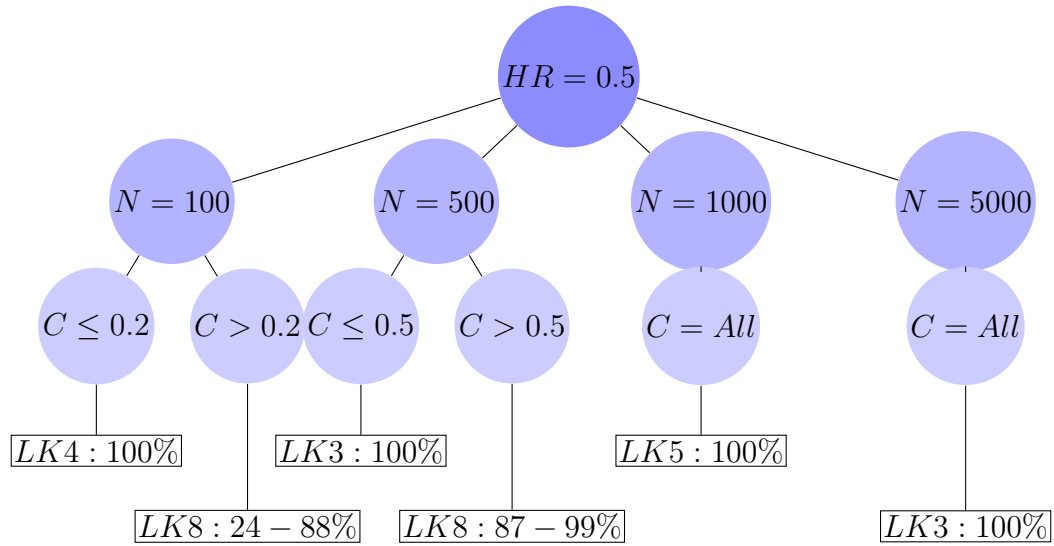 HR = 0.5
N = 100
N = 500
N = 1000
N = 5000
C ≤ 0.2
C > 0.2
C ≤ 0.5
C > 0.5
C = All
C = All
LK4 : 100%
LK3 : 100%
LK5 : 100%
LK8 : 24 − 88%
LK8 : 87 − 99%
LK3 : 100%